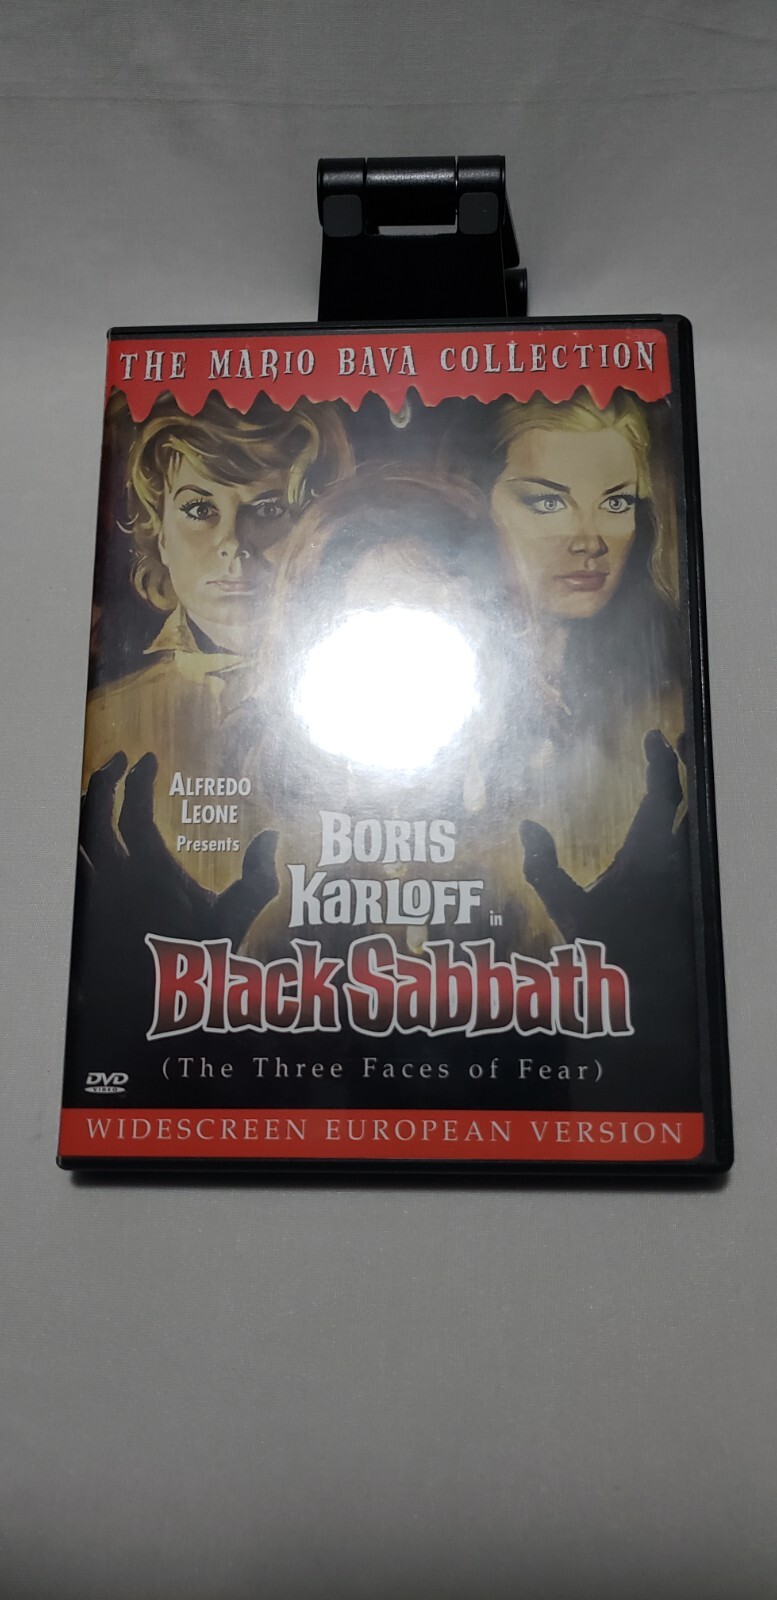 THE MARIO BAVA COLLECTION
ALFREDO
LEONE
Presents
BORIS
KARLOFF in
Black Sabbath
(The Three Faces of Fear)
DVD
VIDEO
WIDESCREEN EUROPEAN VERSION